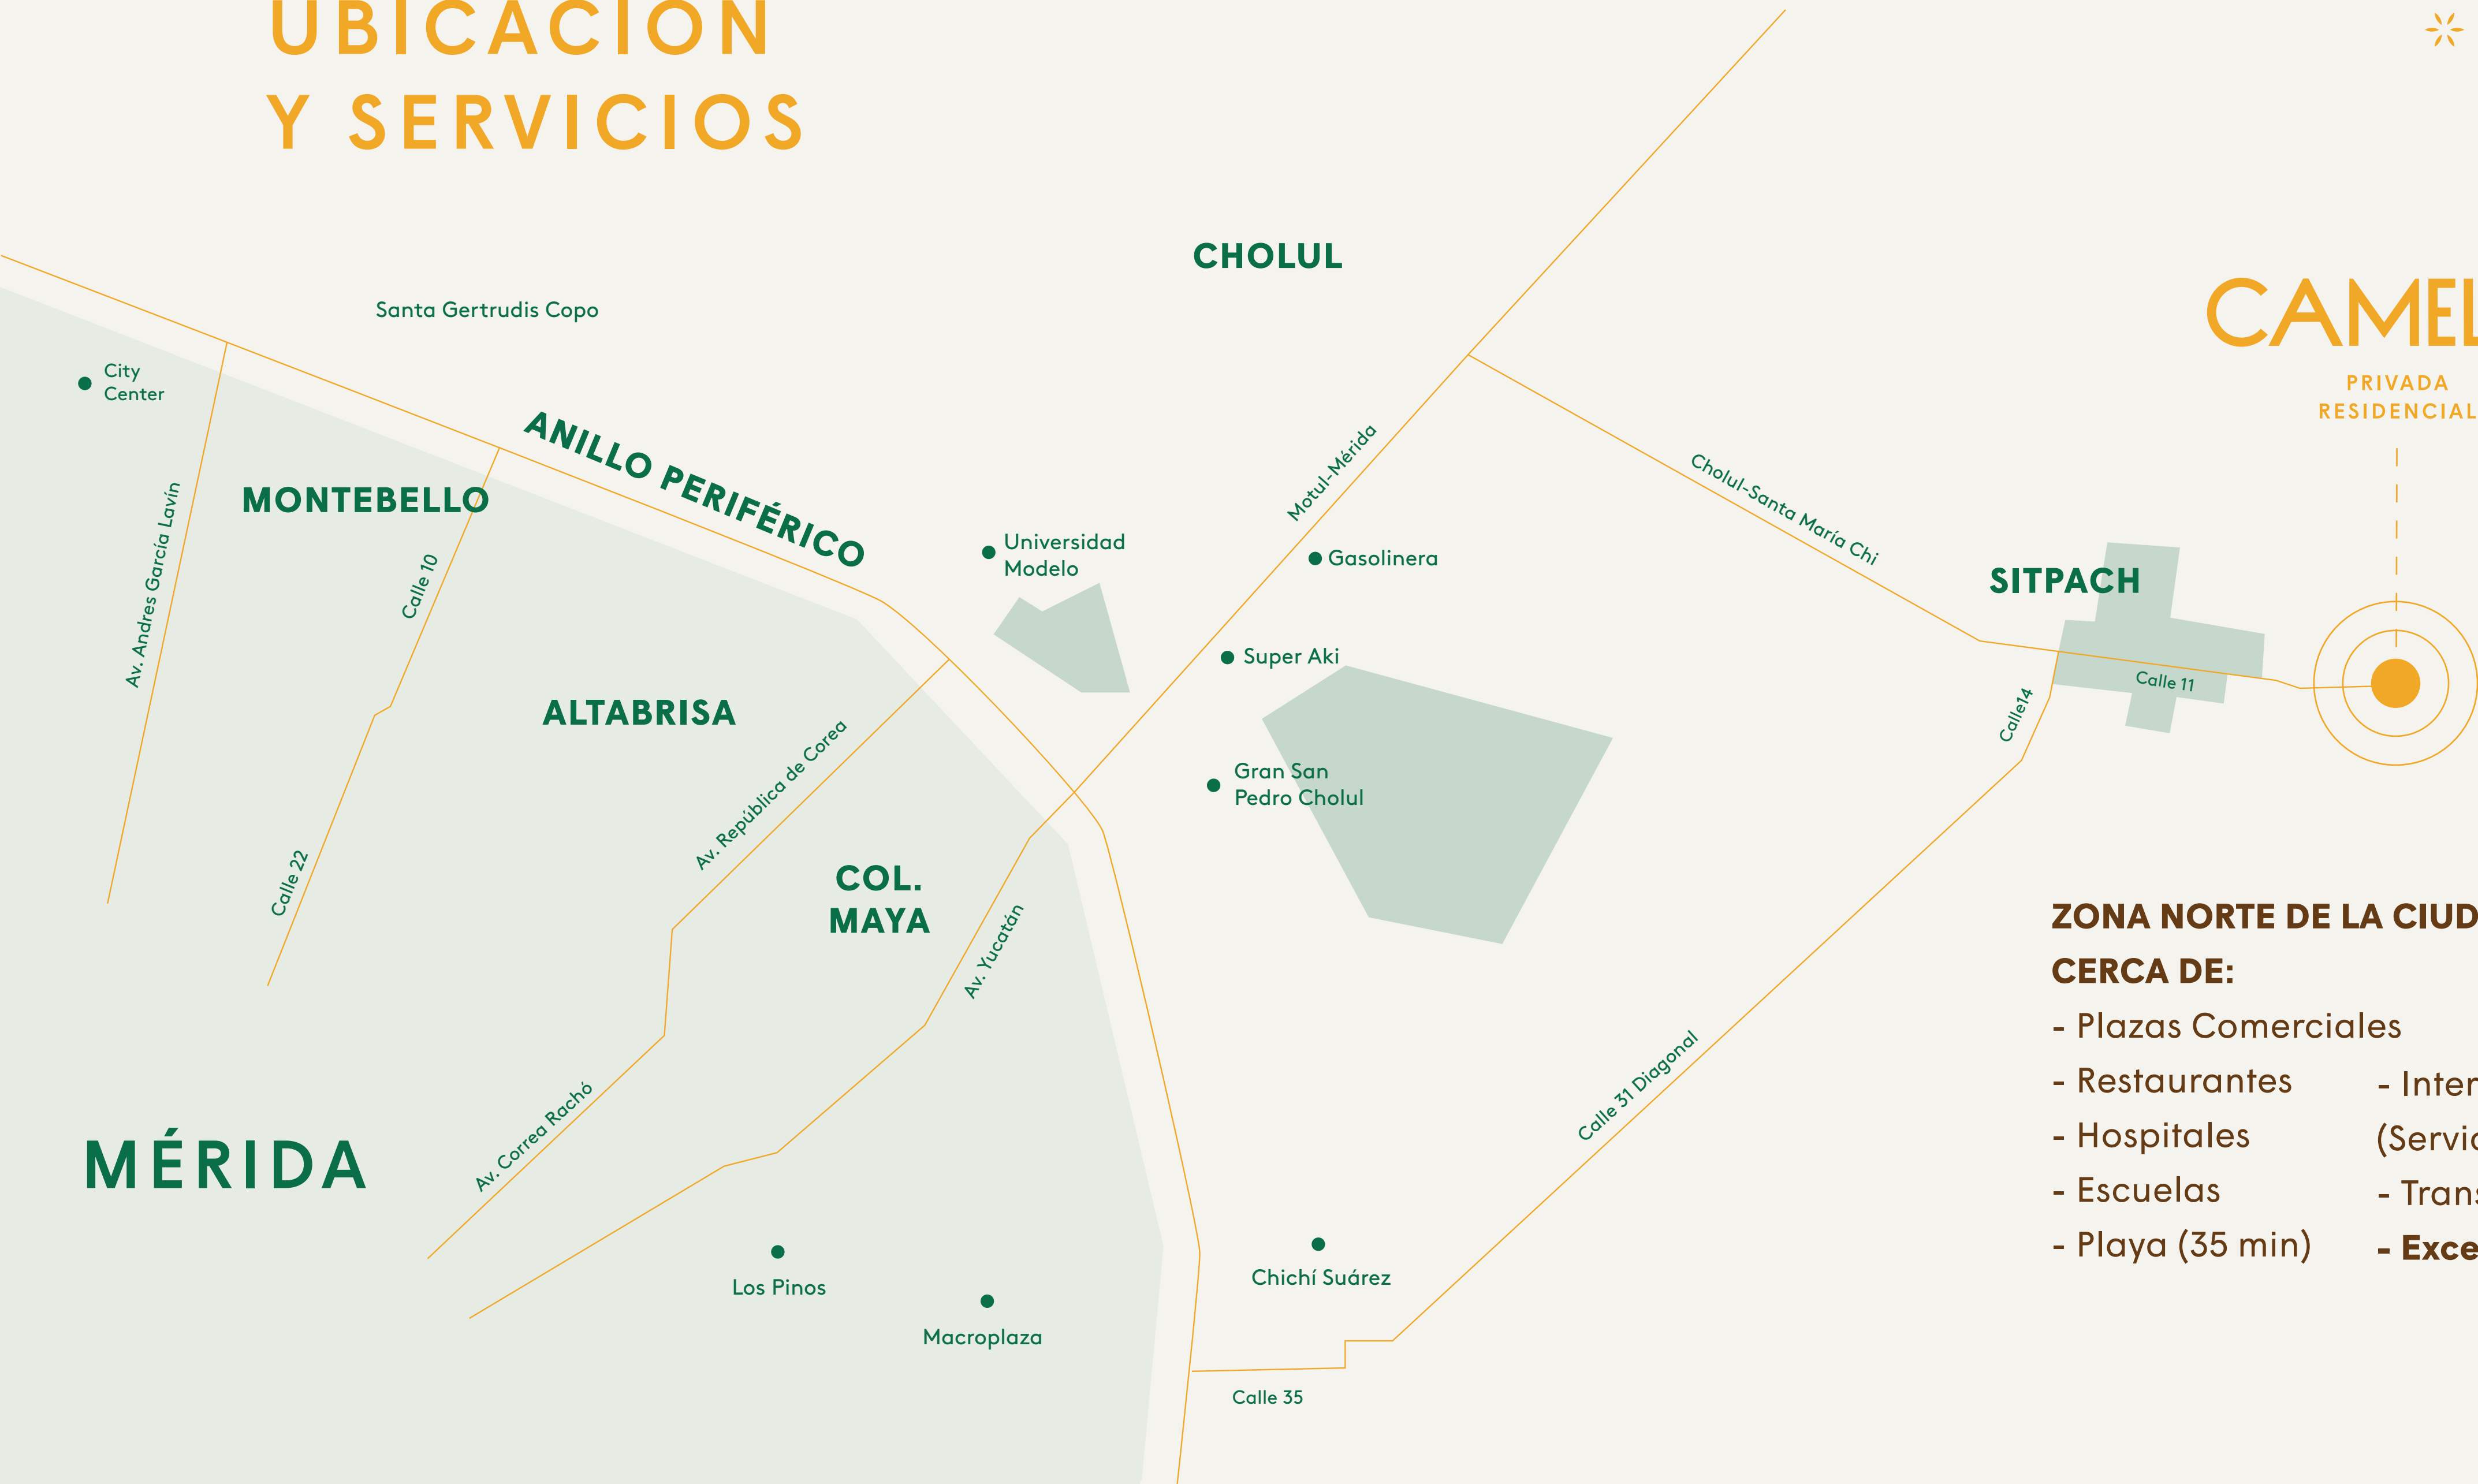 UBICACIÓN
Y SERVICIOS
CHOLUL
Santa Gertrudis Copo
City
Center
ANILLO PERIFÉRICO
MONTEBELLO
Av. Andres García Lavín
Calle 10
Calle 22
Universidad
Modelo
Motul-Mérida
Gasolinera
Cholul-Santa María Chi
SITPACH
Calle 11
Calle14
CAMEL
PRIVADA
RESIDENCIAL
Super Aki
ALTABRISA
Av. República de Corea
Gran San
Pedro Cholul
COL.
MAYA
Av. Yucatán
Av. Correa Rachó
MÉRIDA
Los Pinos
Macroplaza
Chichí Suárez
Calle 31 Diagonal
Calle 35
ZONA NORTE DE LA CIUD
CERCA DE:
- Plazas Comerciales
- Restaurantes
- Hospitales
- Escuelas
- Playa (35 min)
- Inter
(Servic
- Trans
- Exce